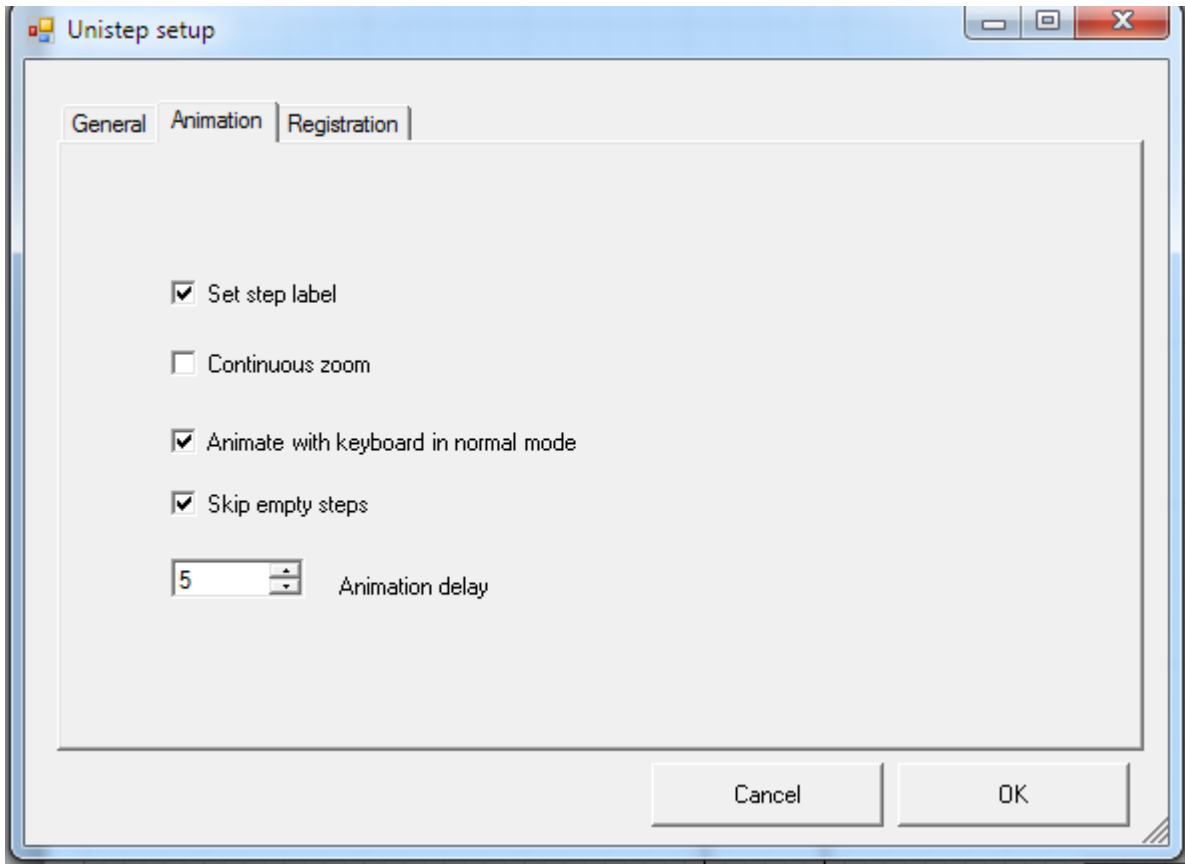 Unistep setup
General Animation Registration
Set step label
Continuous zoom
Animate with keyboard in normal mode
Skip empty steps
5 Animation delay
Cancel OK